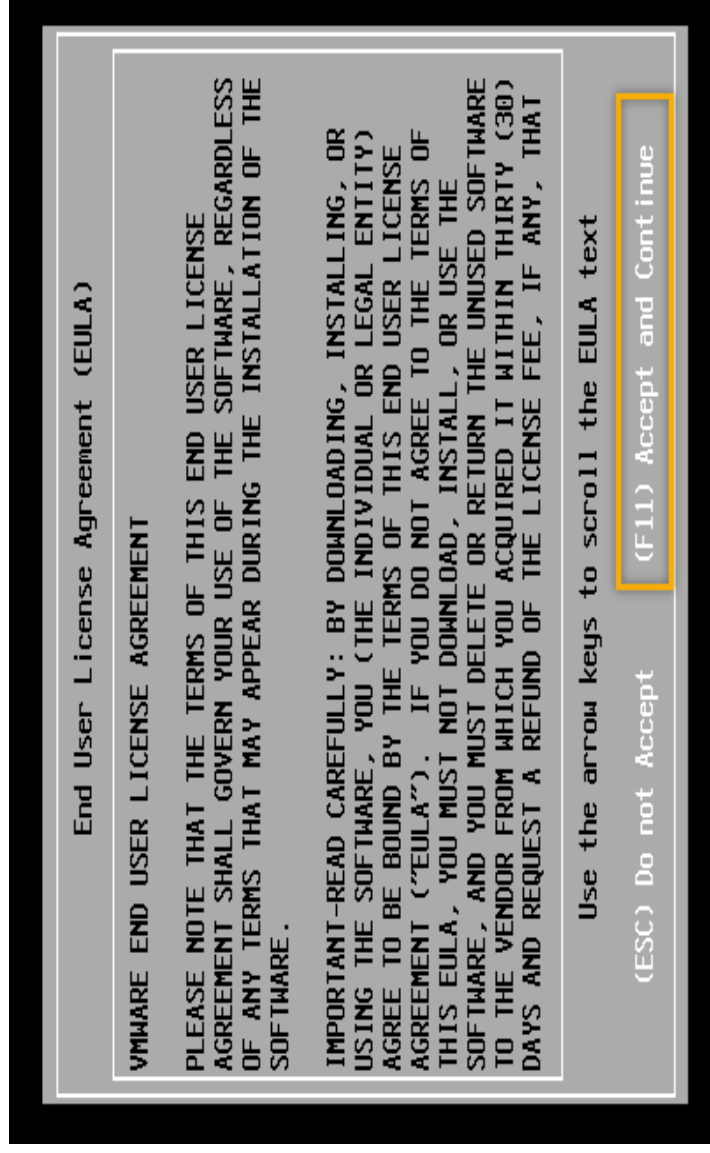 End User License Agreement (EULA)
VMWARE END USER LICENSE AGREEMENT
PLEASE NOTE THAT THE TERMS OF THIS END USER LICENSE
AGREEMENT SHALL GOVERN YOUR USE OF THE SOFTWARE, REGARDLESS
OF ANY TERMS THAT MAY APPEAR DURING THE INSTALLATION OF THE
SOFTWARE.
IMPORTANT-READ CAREFULLY: BY DOWNLOADING, INSTALLING, OR
USING THE SOFTWARE, YOU (THE INDIVIDUAL OR LEGAL ENTITY)
AGREE TO BE BOUND BY THE TERMS OF THIS END USER LICENSE
AGREEMENT ("EULA"). IF YOU DO NOT AGREE TO THE TERMS OF
THIS EULA, YOU MUST NOT DOWNLOAD, INSTALL, OR USE THE
SOFTWARE, AND YOU MUST DELETE OR RETURN THE UNUSED SOFTWARE
TO THE VENDOR FROM WHICH YOU ACQUIRED IT WITHIN THIRTY (30)
DAYS AND REQUEST A REFUND OF THE LICENSE FEE, IF ANY, THAT
Use the arrow keys to scroll the EULA text
(ESC) Do not Accept (F11) Accept and Continue